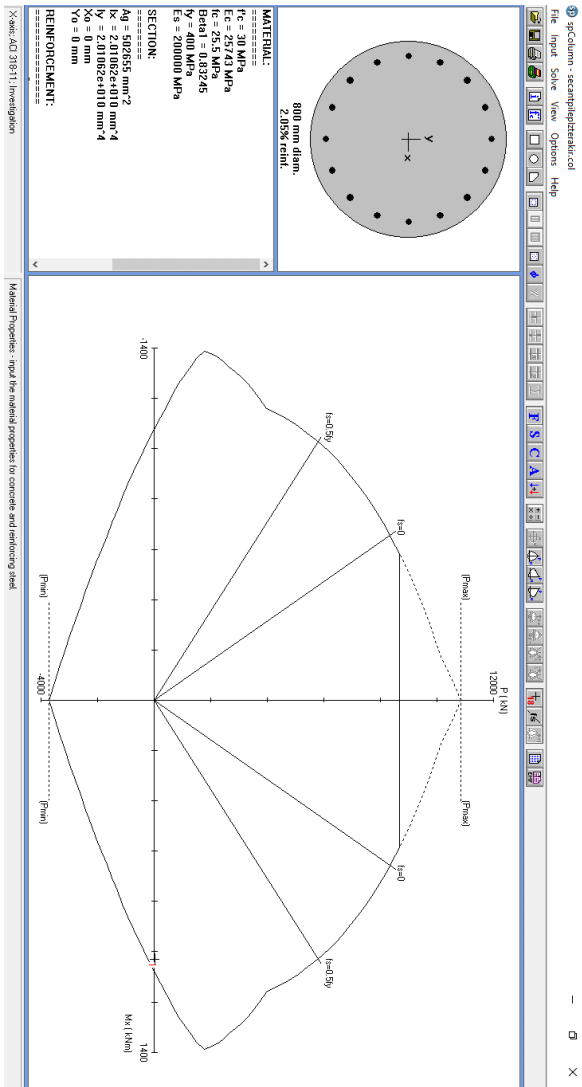 spColumn - secantpileplzterakir.col
File Input Solve View Options Help
F S C A
800 mm diam.
2.05% reinf.
y
x
MATERIAL:
=========
f'c = 30 MPa
Ec = 25743 MPa
fc = 25.5 MPa
Beta1 = 0.83245
fy = 400 MPa
Es = 200000 MPa
SECTION:
========
Ag = 502655 mm^2
Ix = 2.01062e+010 mm^4
Iy = 2.01062e+010 mm^4
Xo = 0 mm
Yo = 0 mm
REINFORCEMENT:
==============
P ( kN)
12000
(Pmax)
(Pmax)
fs=0
fs=0
fs=0.5fy
fs=0.5fy
-1400
1400
Mx ( kNm)
1
(Pmin)
(Pmin)
-4000
X-axis; ACI 318-11; Investigation
Material Properties - input the material properties for concrete and reinforcing steel.